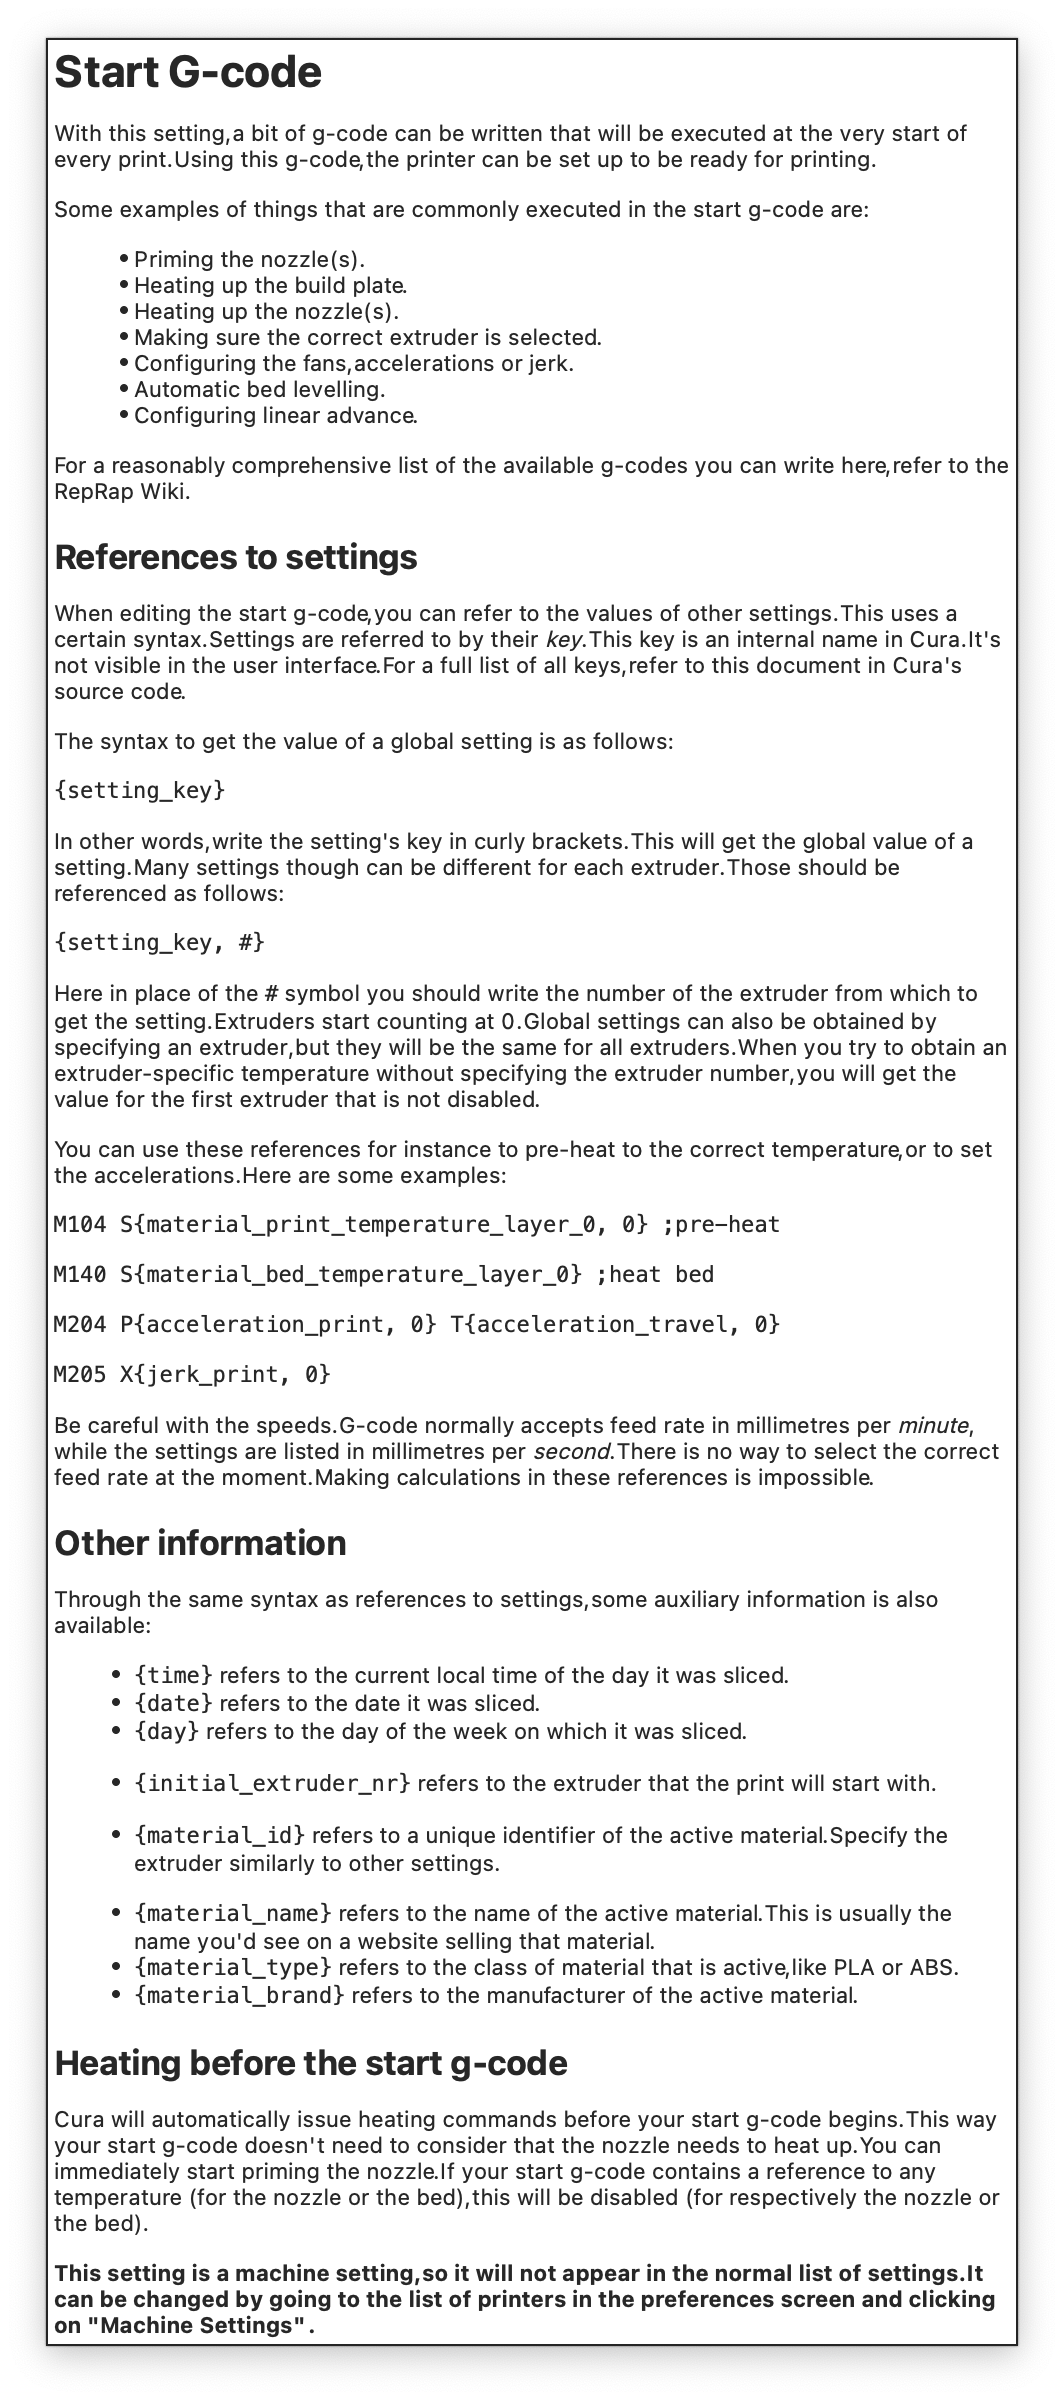 Start G-code
With this setting,a bit of g-code can be written that will be executed at the very start of
every print.Using this g-code,the printer can be set up to be ready for printing.
Some examples of things that are commonly executed in the start g-code are:
• Priming the nozzle(s).
• Heating up the build plate.
• Heating up the nozzle(s).
• Making sure the correct extruder is selected.
• Configuring the fans,accelerations or jerk.
• Automatic bed levelling.
• Configuring linear advance.
For a reasonably comprehensive list of the available g-codes you can write here,refer to the
RepRap Wiki.
References to settings
When editing the start g-code,you can refer to the values of other settings.This uses a
certain syntax.Settings are referred to by their key.This key is an internal name in Cura.It's
not visible in the user interface.For a full list of all keys,refer to this document in Cura's
source code.
The syntax to get the value of a global setting is as follows:
{setting_key}
In other words,write the setting's key in curly brackets.This will get the global value of a
setting.Many settings though can be different for each extruder.Those should be
referenced as follows:
{setting_key, #}
Here in place of the # symbol you should write the number of the extruder from which to
get the setting.Extruders start counting at 0.Global settings can also be obtained by
specifying an extruder,but they will be the same for all extruders.When you try to obtain an
extruder-specific temperature without specifying the extruder number,you will get the
value for the first extruder that is not disabled.
You can use these references for instance to pre-heat to the correct temperature,or to set
the accelerations.Here are some examples:
M104 S{material_print_temperature_layer_0, 0} ;pre-heat
M140 S{material_bed_temperature_layer_0} ;heat bed
M204 P{acceleration_print, 0} T{acceleration_travel, 0}
M205 X{jerk_print, 0}
Be careful with the speeds.G-code normally accepts feed rate in millimetres per minute,
while the settings are listed in millimetres per second.There is no way to select the correct
feed rate at the moment.Making calculations in these references is impossible.
Other information
Through the same syntax as references to settings,some auxiliary information is also
available:
• {time} refers to the current local time of the day it was sliced.
• {date} refers to the date it was sliced.
• {day} refers to the day of the week on which it was sliced.
• {initial_extruder_nr} refers to the extruder that the print will start with.
• {material_id} refers to a unique identifier of the active material.Specify the
extruder similarly to other settings.
• {material_name} refers to the name of the active material.This is usually the
name you'd see on a website selling that material.
• {material_type} refers to the class of material that is active,like PLA or ABS.
• {material_brand} refers to the manufacturer of the active material.
Heating before the start g-code
Cura will automatically issue heating commands before your start g-code begins.This way
your start g-code doesn't need to consider that the nozzle needs to heat up.You can
immediately start priming the nozzle.If your start g-code contains a reference to any
temperature (for the nozzle or the bed),this will be disabled (for respectively the nozzle or
the bed).
This setting is a machine setting,so it will not appear in the normal list of settings.It
can be changed by going to the list of printers in the preferences screen and clicking
on "Machine Settings".